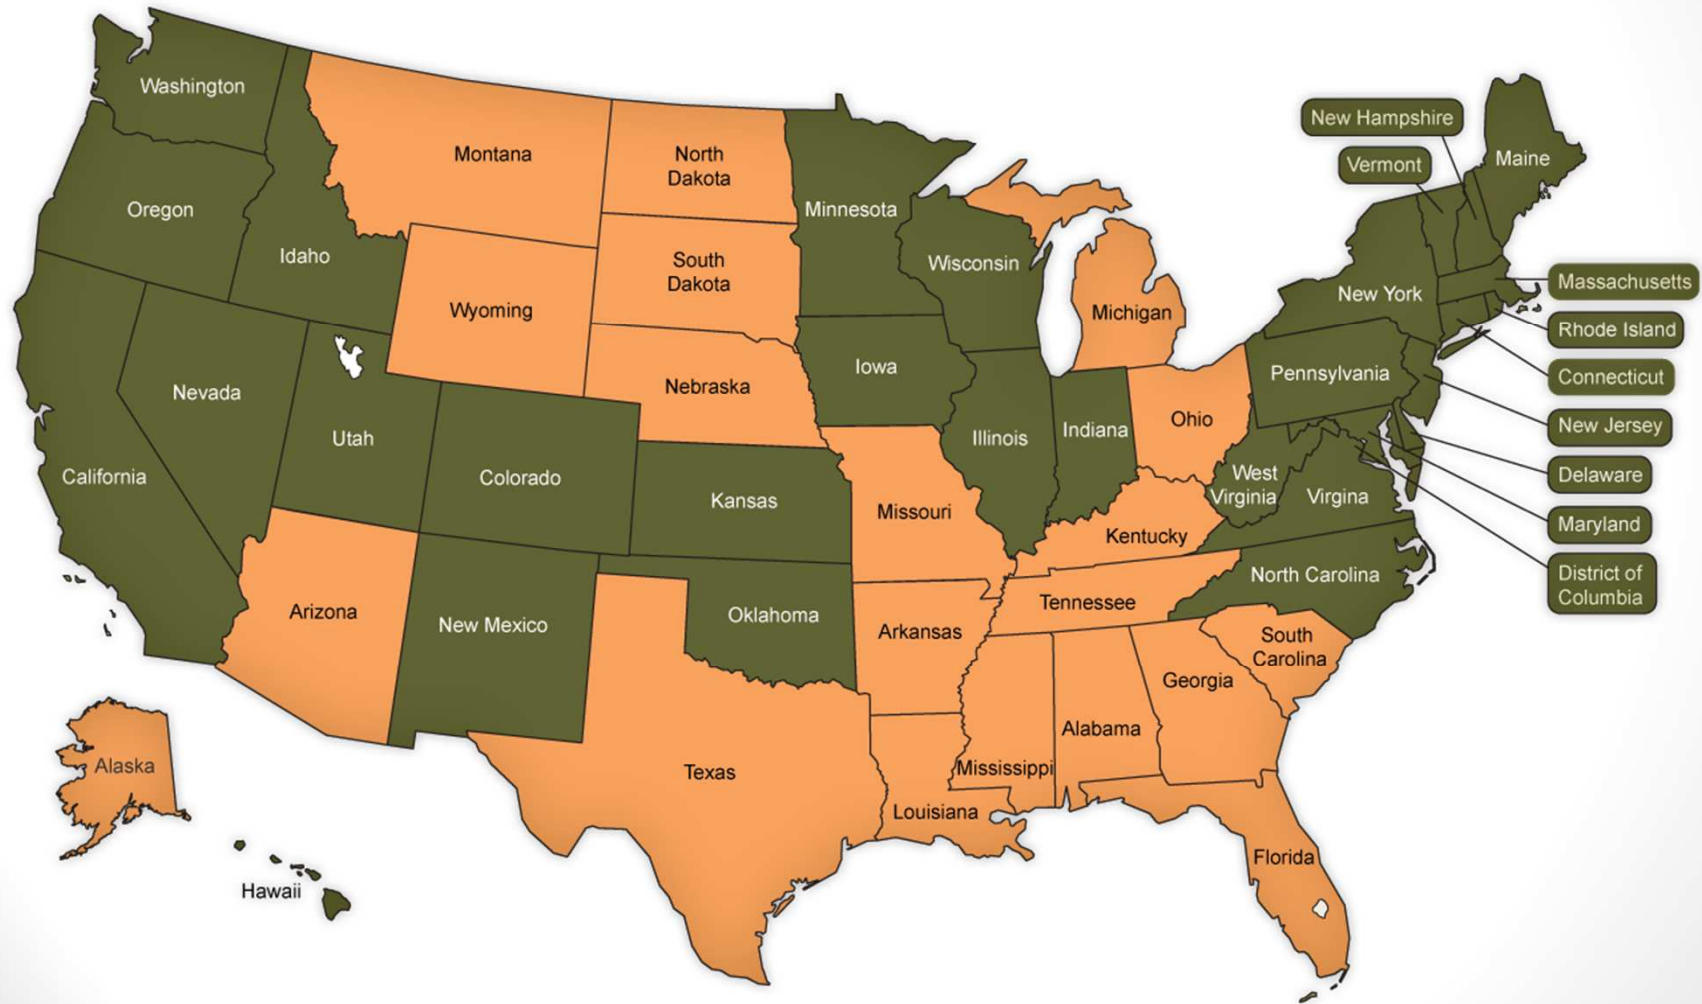 Washington
Montana
North
Dakota
Minnesota
New Hampshire
Vermont
Maine
Oregon
Idaho
Wyoming
South
Dakota
Wisconsin
Michigan
New York
Massachusetts
Rhode Island
Connecticut
New Jersey
Delaware
Maryland
District of
Columbia
Nevada
Utah
Colorado
Nebraska
Iowa
Illinois
Indiana
Ohio
Pennsylvania
California
Kansas
Missouri
Kentucky
West
Virginia
Virgina
Arizona
New Mexico
Oklahoma
Arkansas
Tennessee
North Carolina
South
Carolina
Georgia
Alabama
Mississippi
Louisiana
Texas
Florida
Alaska
Hawaii